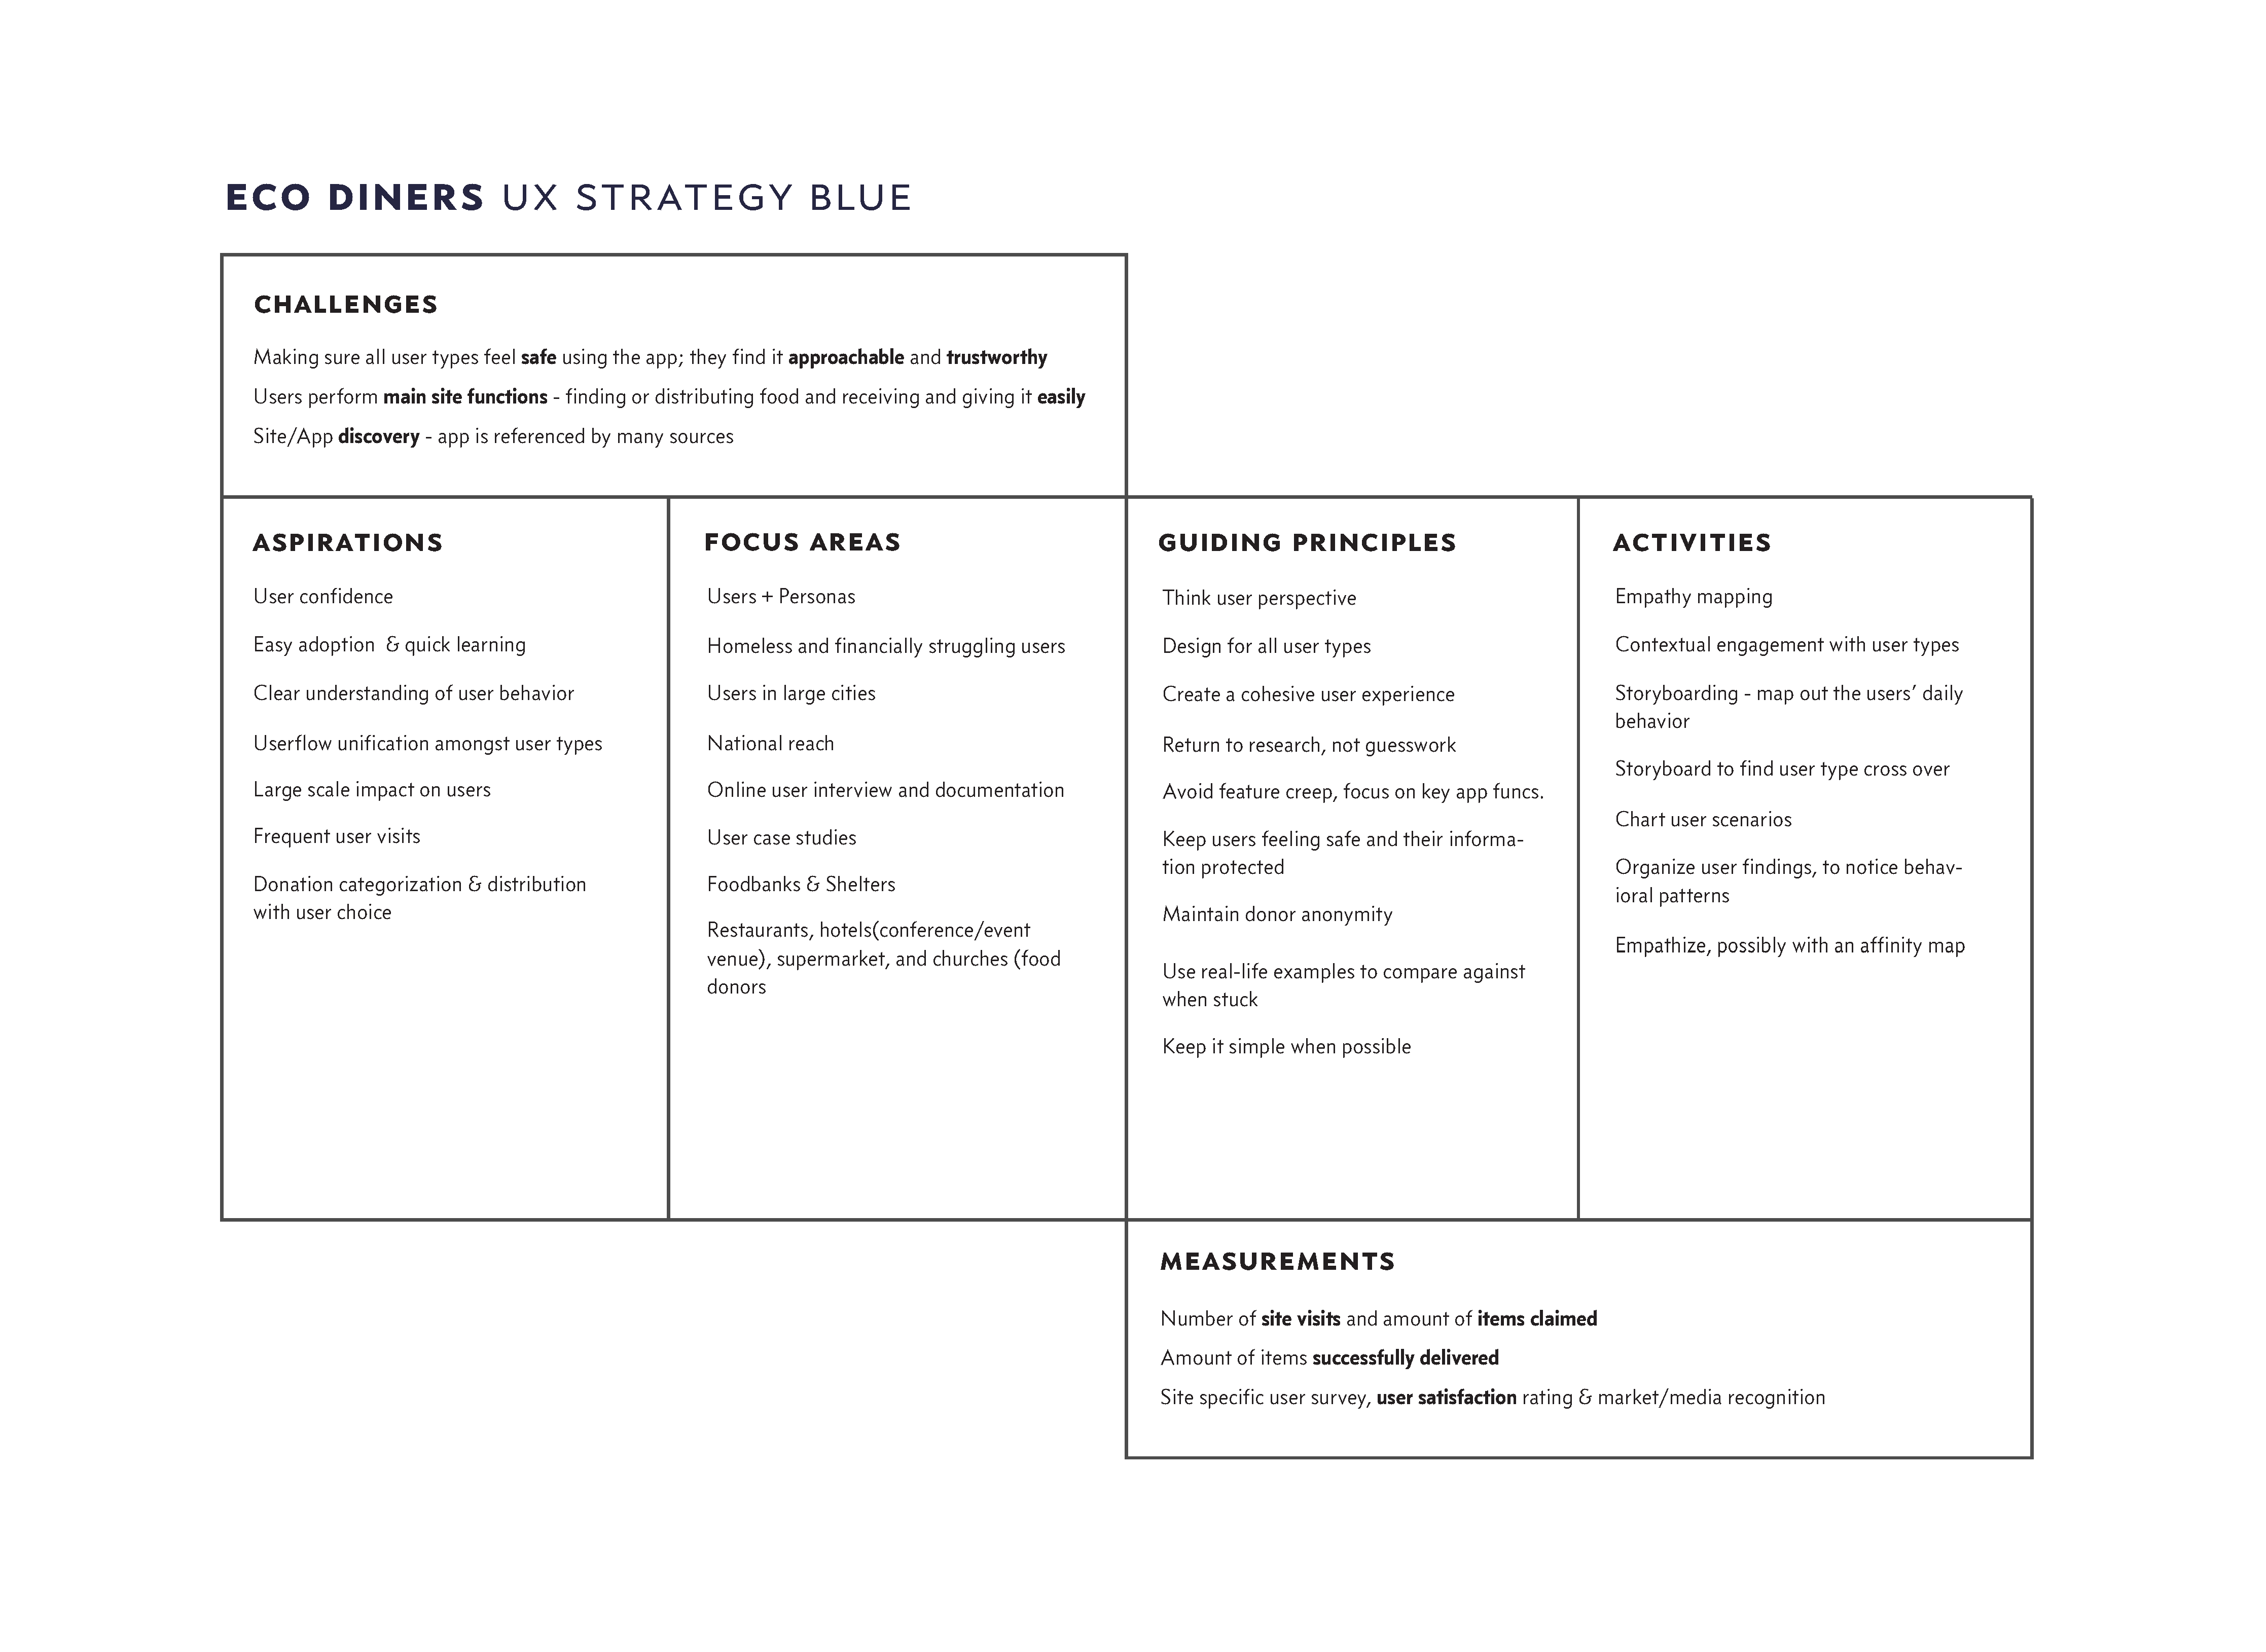 ECO DINERS UX STRATEGY BLUE
CHALLENGES
Making sure all user types feel safe using the app; they find it approachable and trustworthy
Users perform main site functions - finding or distributing food and receiving and giving it easily
Site/App discovery - app is referenced by many sources
ASPIRATIONS
User confidence
Easy adoption & quick learning
Clear understanding of user behavior
Userflow unification amongst user types
Large scale impact on users
Frequent user visits
Donation categorization & distribution
with user choice
FOCUS AREAS
Users + Personas
Homeless and financially struggling users
Users in large cities
National reach
Online user interview and documentation
User case studies
Foodbanks & Shelters
Restaurants, hotels(conference/event
venue), supermarket, and churches (food
donors
GUIDING PRINCIPLES
Think user perspective
Design for all user types
Create a cohesive user experience
Return to research, not guesswork
Avoid feature creep, focus on key app funcs.
Keep users feeling safe and their informa-
tion protected
Maintain donor anonymity
Use real-life examples to compare against
when stuck
Keep it simple when possible
ACTIVITIES
Empathy mapping
Contextual engagement with user types
Storyboarding - map out the users’ daily
behavior
Storyboard to find user type cross over
Chart user scenarios
Organize user findings, to notice behav-
ioral patterns
Empathize, possibly with an affinity map
MEASUREMENTS
Number of site visits and amount of items claimed
Amount of items successfully delivered
Site specific user survey, user satisfaction rating & market/media recognition